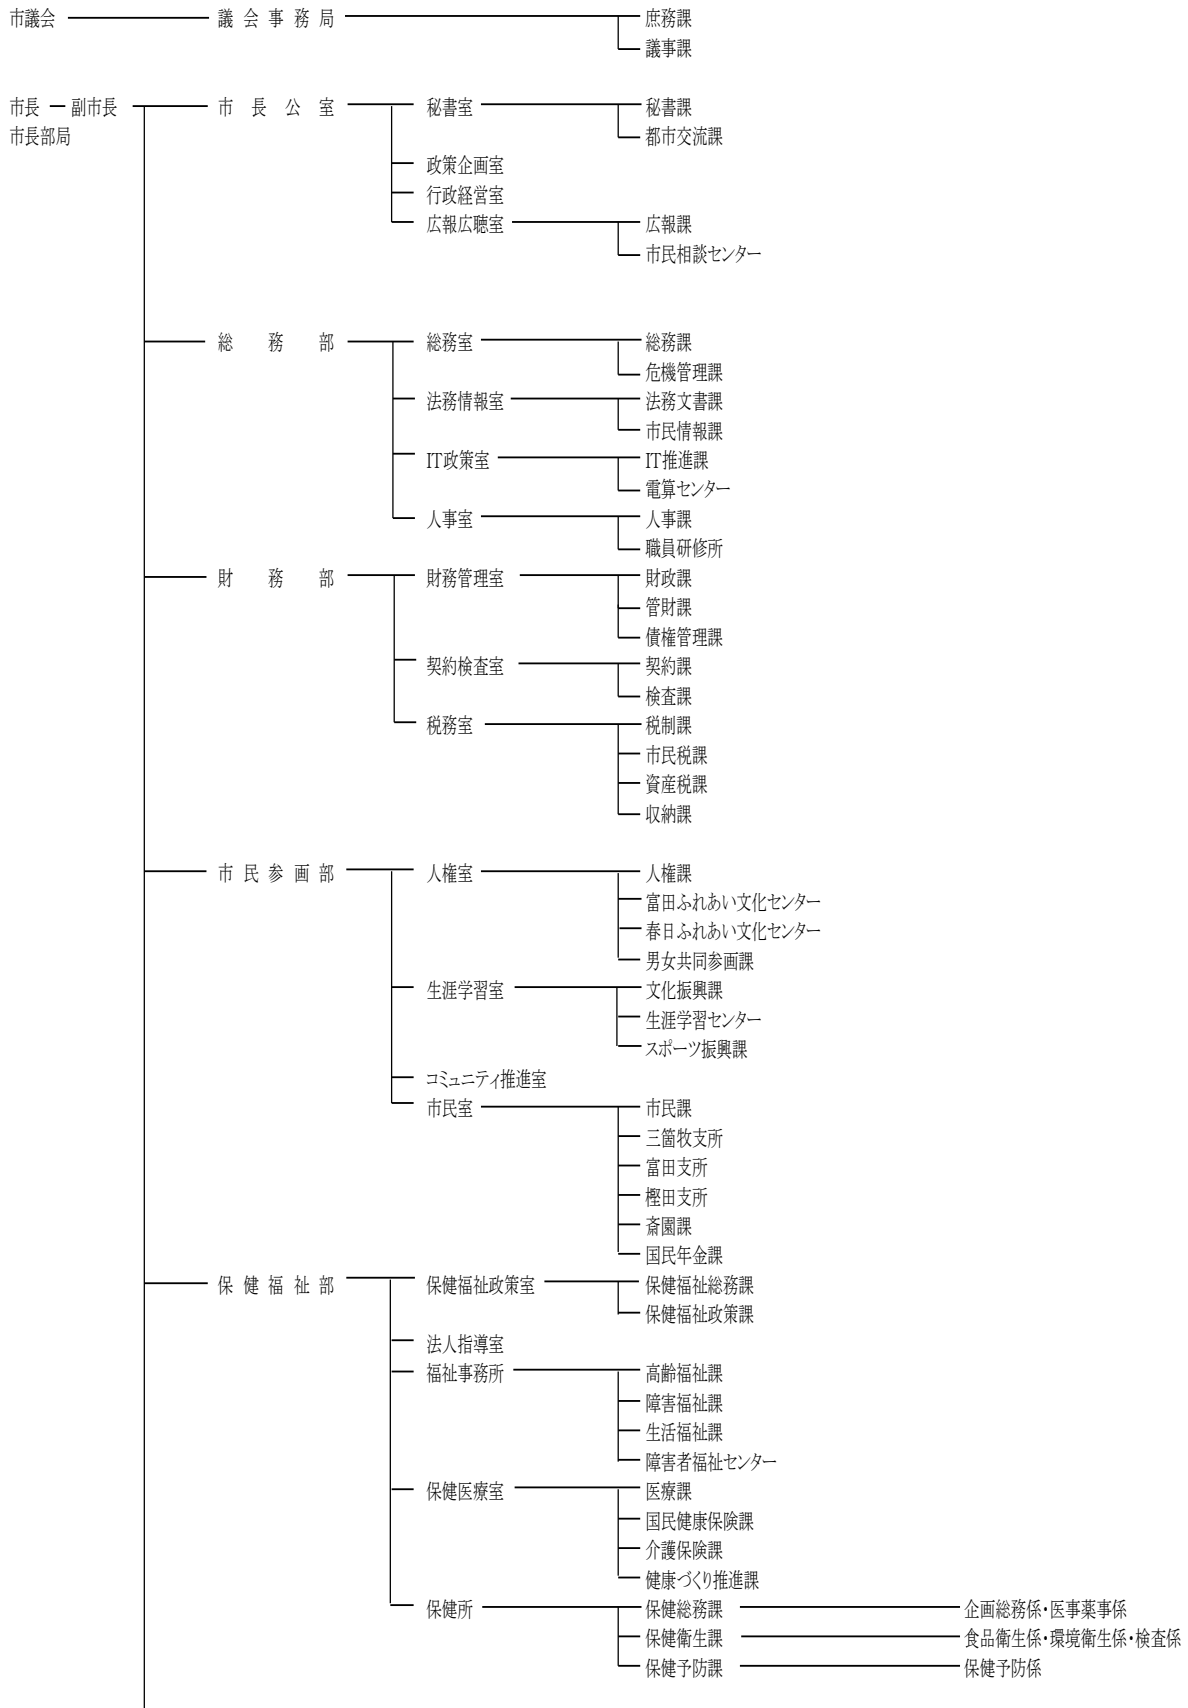 市議会 議会事務局 庶務課
議事課
市長 副市長 市長公室 秘書室 秘書課
市長部局 都市交流課
政策企画室
行政経営室
広報広聴室 広報課
市民相談センター
総務部 総務室 総務課
危機管理課
法務情報室 法務文書課
市民情報課
IT政策室 IT推進課
電算センター
人事室 人事課
職員研修所
財務部 財務管理室 財政課
管財課
債権管理課
契約検査室 契約課
検査課
税務室 税制課
市民税課
資産税課
収納課
市民参画部 人権室 人権課
富田ふれあい文化センター
春日ふれあい文化センター
男女共同参画課
生涯学習室 文化振興課
生涯学習センター
スポーツ振興課
コミュニティ推進室
市民室 市民課
三箇牧支所
富田支所
樫田支所
斎園課
国民年金課
保健福祉部 保健福祉政策室 保健福祉総務課
保健福祉政策課
法人指導室
福祉事務所 高齢福祉課
障害福祉課
生活福祉課
障害者福祉センター
保健医療室 医療課
国民健康保険課
介護保険課
健康づくり推進課
保健所 保健総務課 企画総務係・医事薬事係
保健衛生課 食品衛生係・環境衛生係・検査係
保健予防課 保健予防係